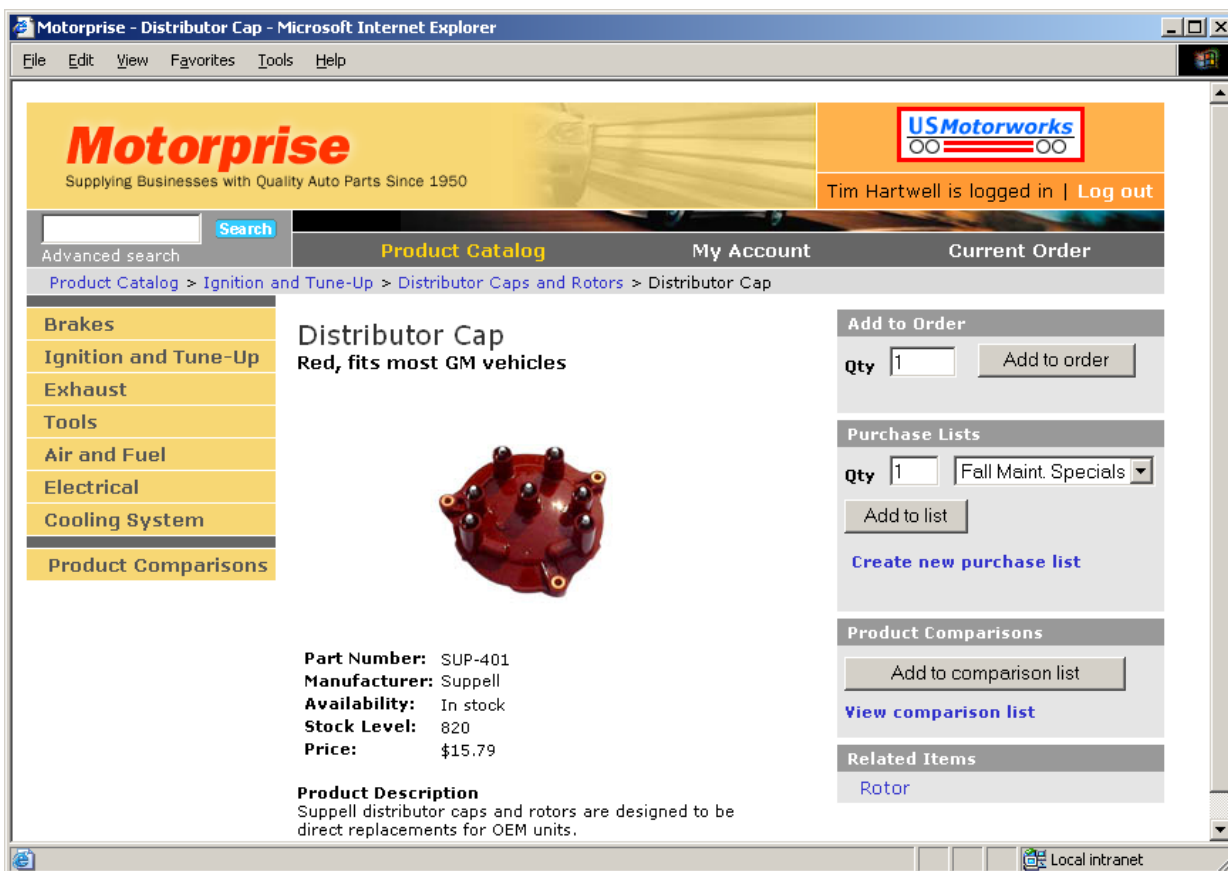 Motorprise - Distributor Cap - Microsoft Internet Explorer
File Edit View Favorites Tools Help
Motorprise
Supplying Businesses with Quality Auto Parts Since 1950
USMotorworks
Tim Hartwell is logged in | Log out
Search
Advanced search
Product Catalog My Account Current Order
Product Catalog > Ignition and Tune-Up > Distributor Caps and Rotors > Distributor Cap
Brakes
Ignition and Tune-Up
Exhaust
Tools
Air and Fuel
Electrical
Cooling System
Product Comparisons
Distributor Cap
Red, fits most GM vehicles
Part Number: SUP-401
Manufacturer: Suppell
Availability: In stock
Stock Level: 820
Price: $15.79
Product Description
Suppell distributor caps and rotors are designed to be
direct replacements for OEM units.
Add to Order
Qty 1 Add to order
Purchase Lists
Qty 1 Fall Maint. Specials
Add to list
Create new purchase list
Product Comparisons
Add to comparison list
View comparison list
Related Items
Rotor
Local intranet